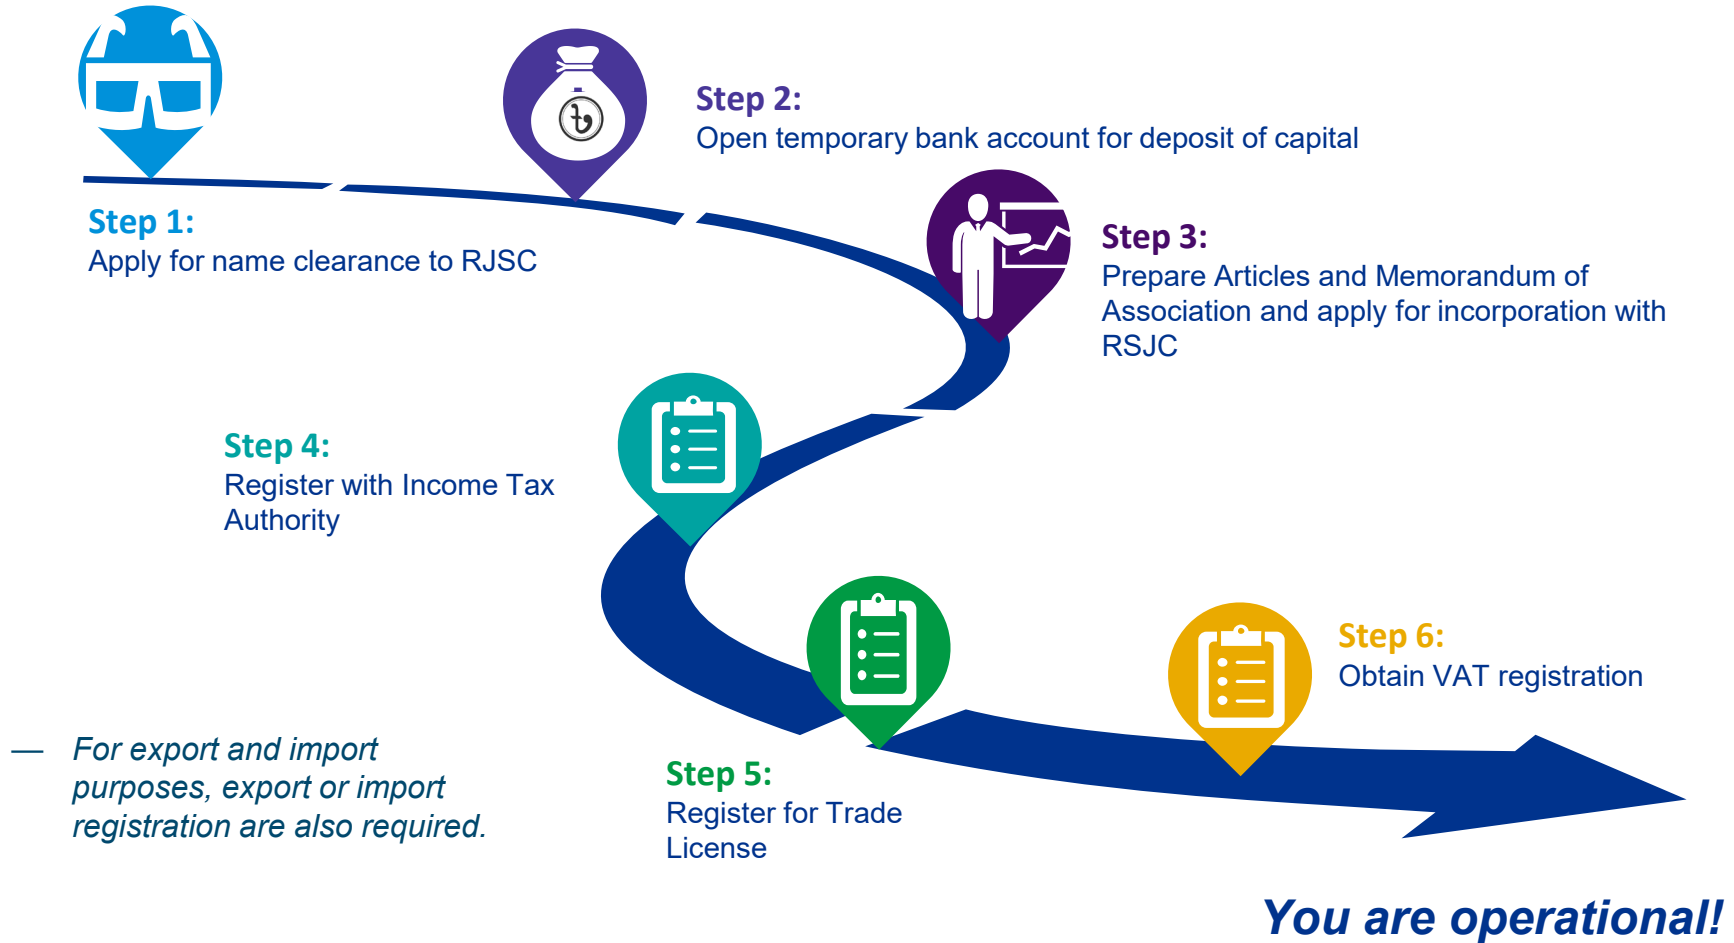 Step 1:
Apply for name clearance to RJSC
৳
Step 2:
Open temporary bank account for deposit of capital
Step 3:
Prepare Articles and Memorandum of
Association and apply for incorporation with
RSJC
Step 4:
Register with Income Tax
Authority
Step 5:
Register for Trade
License
Step 6:
Obtain VAT registration
— For export and import
purposes, export or import
registration are also required.
You are operational!